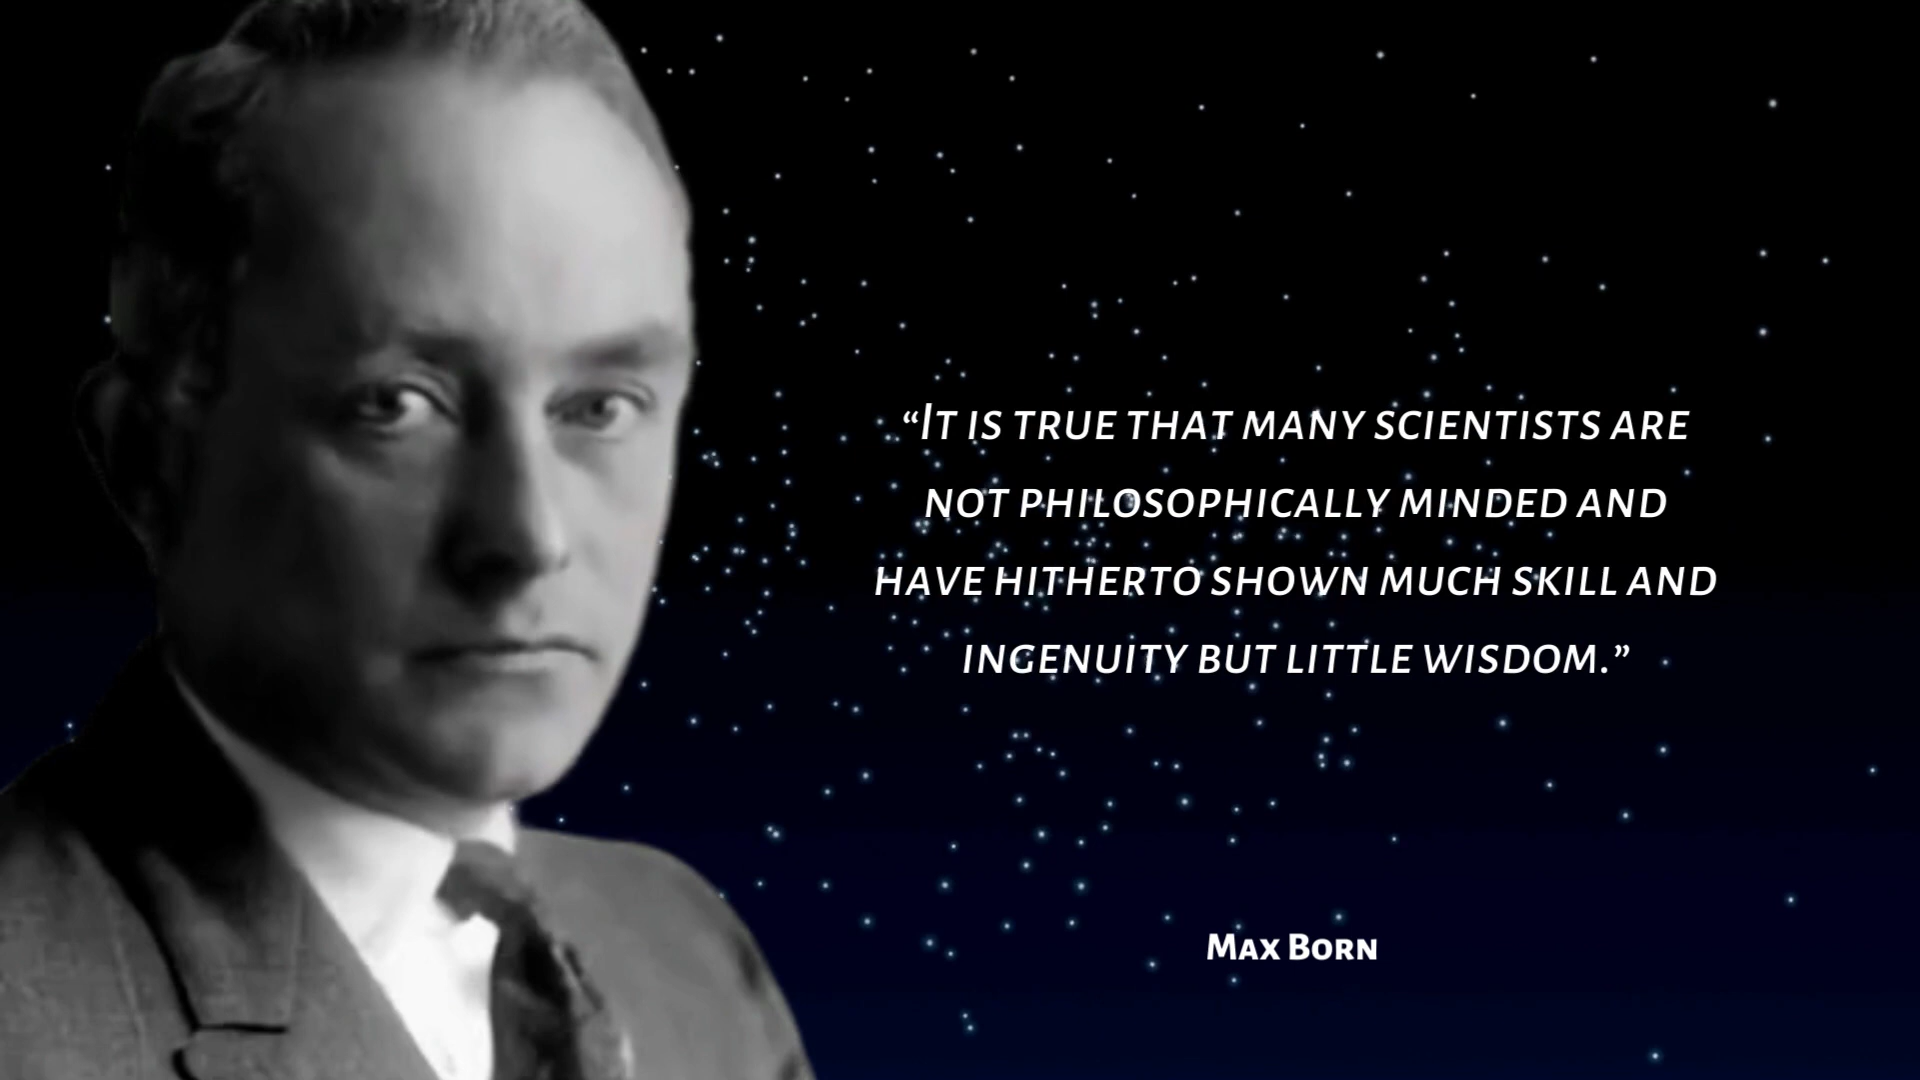 “It is true that many scientists are
not philosophically minded and
have hitherto shown much skill and
ingenuity but little wisdom.”
Max Born